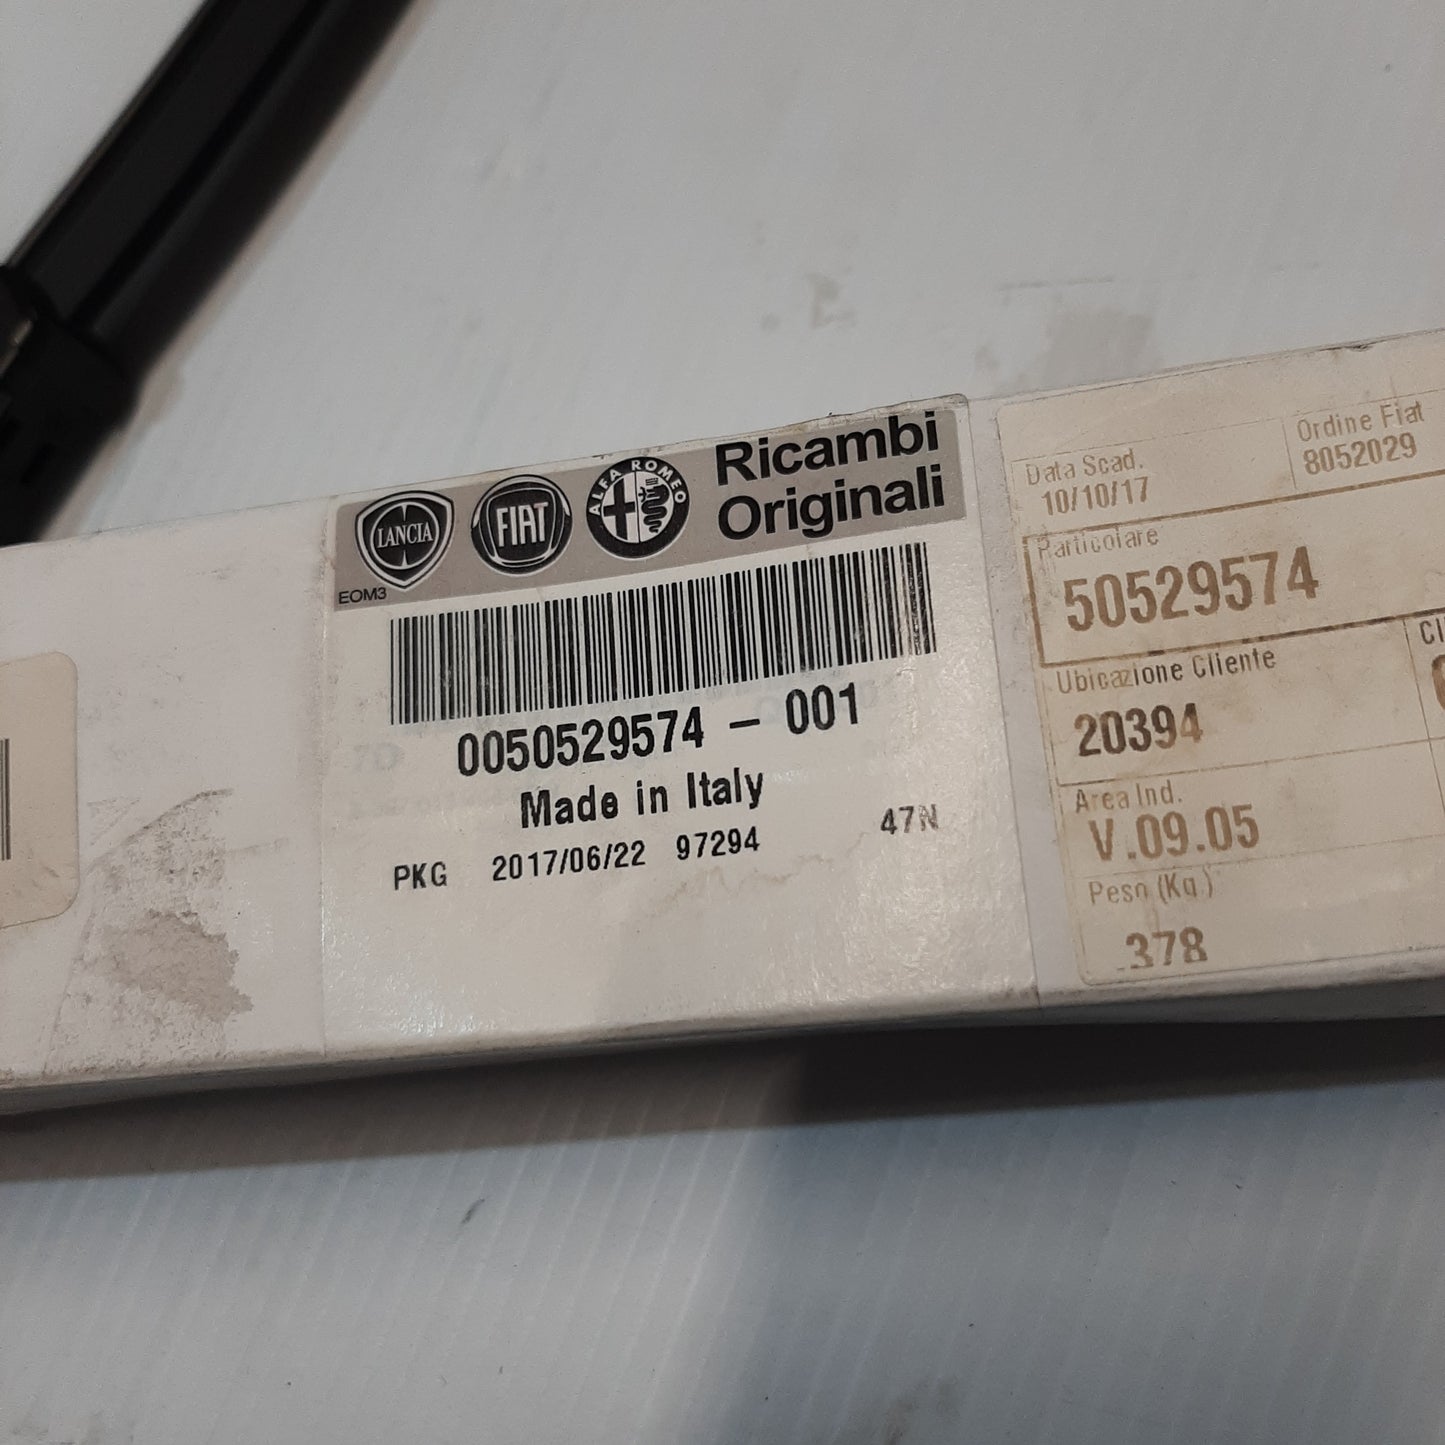 LANCIA
FIAT
ALFA ROMEO
Ricambi
Originali
EOM3
0050529574 - 001
Made in Italy
PKG 2017/06/22 97294
47N
Data Scad.
10/10/17
Ordine Fiat
8052029
Particolare
50529574
Ubicazione Cliente
20394
Area Ind.
V.09.05
Peso (Kg)
.378